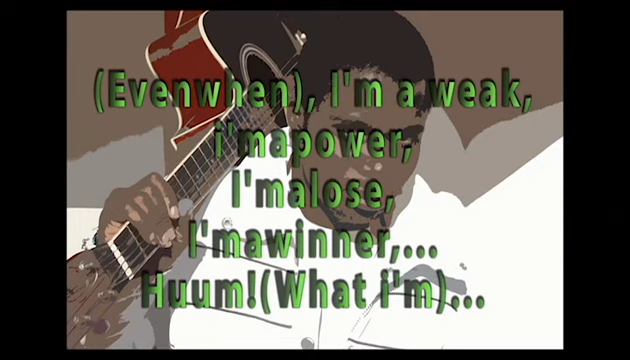 (Evenwhen), I'm a weak,
i'mapower,
I'malose,
I'mawinner,...
Huum!(What i'm)...